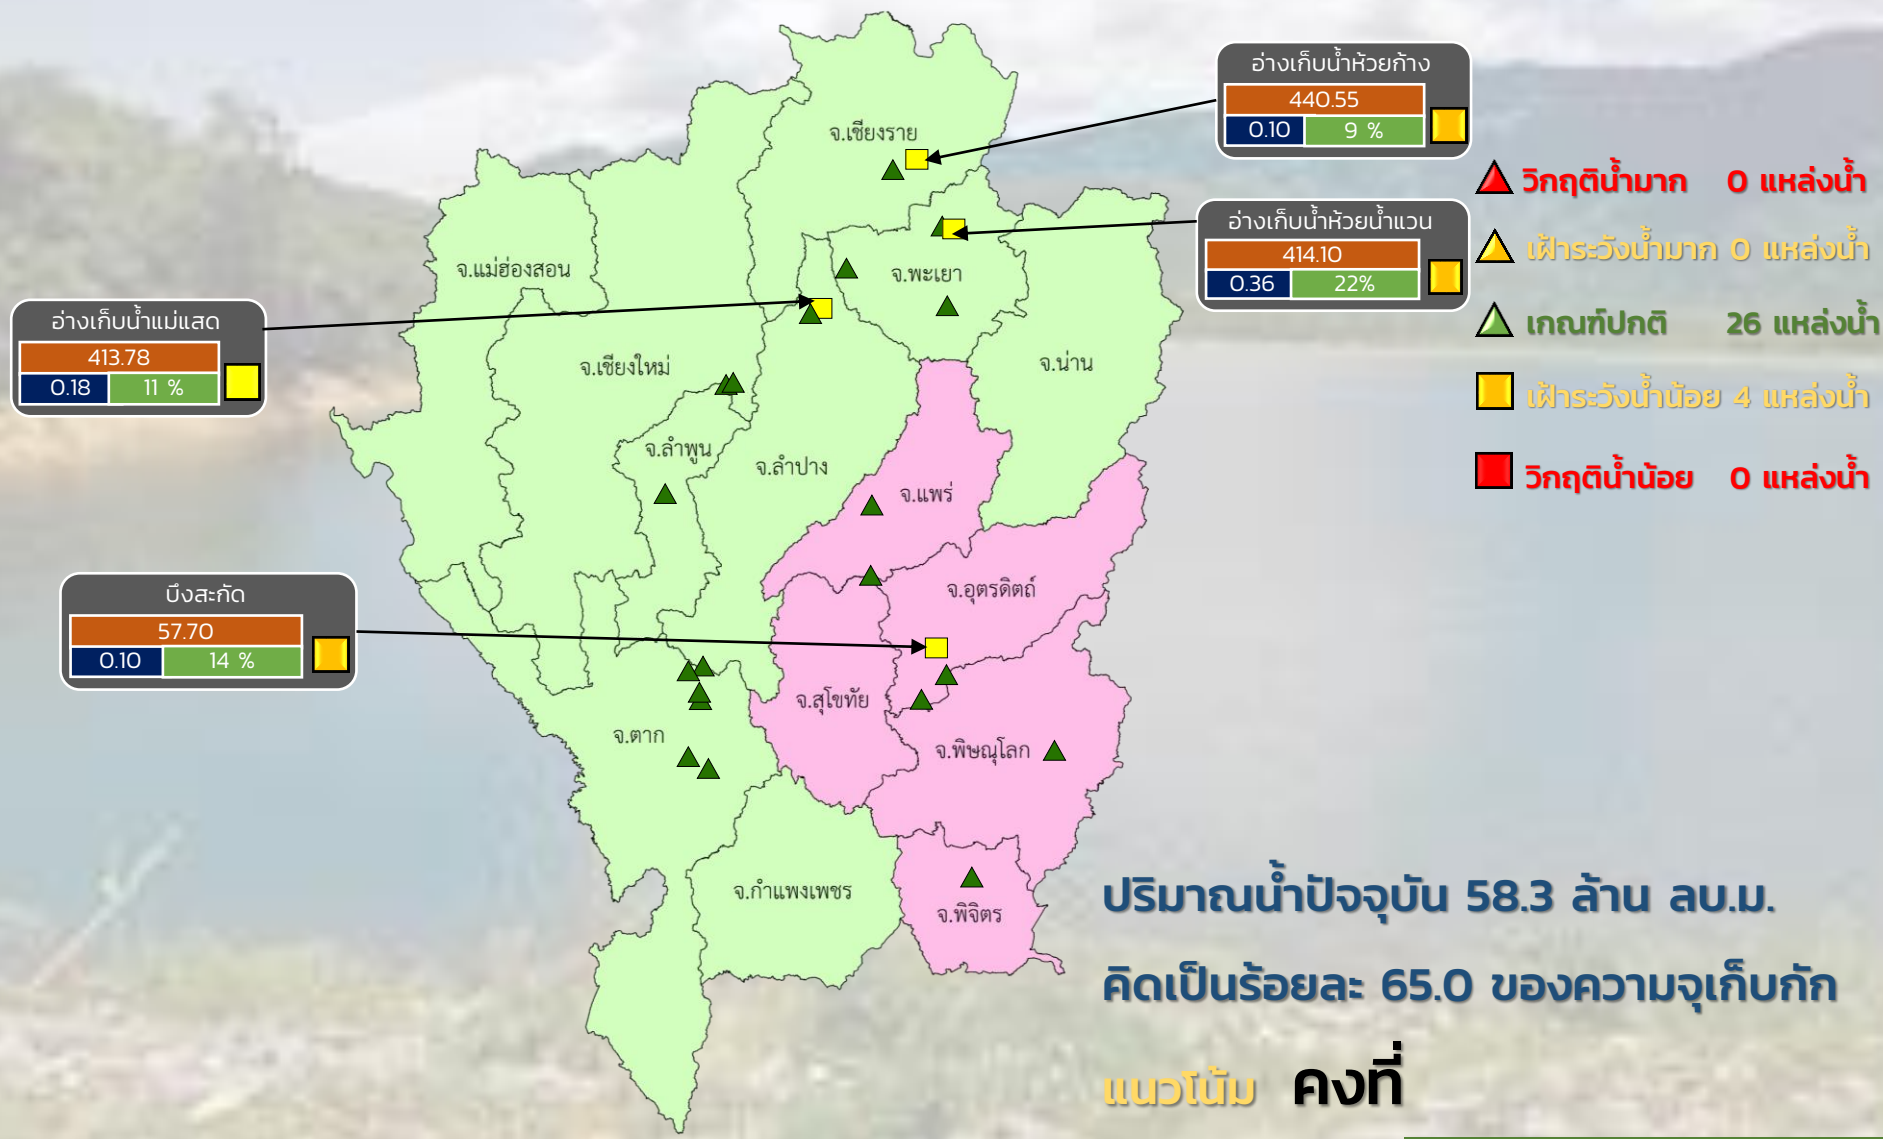 อ่างเก็บน้ำห้วยก้าง
440.55
0.10 9 %
อ่างเก็บน้ำห้วยน้ำแวน
414.10
0.36 22%
อ่างเก็บน้ำแม่แสด
413.78
0.18 11 %
บึงสะกัด
57.70
0.10 14 %
วิกฤติน้ำมาก 0 แหล่งน้ำ
เฝ้าระวังน้ำมาก 0 แหล่งน้ำ
เกณฑ์ปกติ 26 แหล่งน้ำ
เฝ้าระวังน้ำน้อย 4 แหล่งน้ำ
วิกฤติน้ำน้อย 0 แหล่งน้ำ
จ.เชียงราย
จ.แม่ฮ่องสอน
จ.พะเยา
จ.เชียงใหม่
จ.น่าน
จ.ลำพูน
จ.ลำปาง
จ.แพร่
จ.อุตรดิตถ์
จ.สุโขทัย
จ.ตาก
จ.พิษณุโลก
จ.กำแพงเพชร
จ.พิจิตร
ปริมาณน้ำปัจจุบัน 58.3 ล้าน ลบ.ม.
คิดเป็นร้อยละ 65.0 ของความจุเก็บกัก
แนวโน้ม คงที่